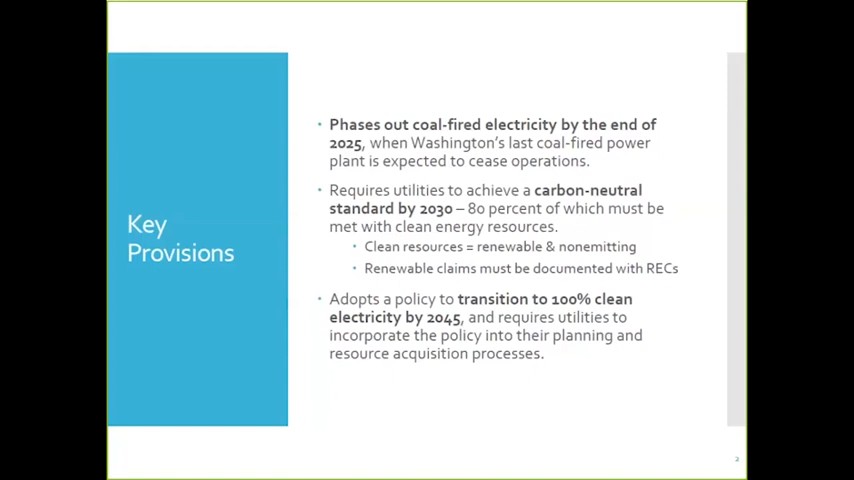 Key
Provisions
• Phases out coal-fired electricity by the end of
2025, when Washington's last coal-fired power
plant is expected to cease operations.
• Requires utilities to achieve a carbon-neutral
standard by 2030 – 80 percent of which must be
met with clean energy resources.
• Clean resources = renewable & nonemitting
• Renewable claims must be documented with RECs
• Adopts a policy to transition to 100% clean
electricity by 2045, and requires utilities to
incorporate the policy into their planning and
resource acquisition processes.
2